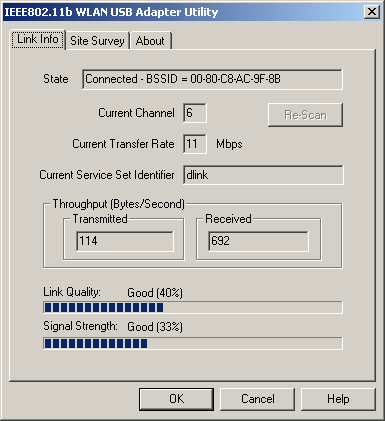 IEEE802.11b WLAN USB Adapter Utility
Link Info Site Survey About
State Connected - BSSID = 00-80-C8-AC-9F-8B
Current Channel 6 Re-Scan
Current Transfer Rate 11 Mbps
Current Service Set Identifier dlink
Throughput (Bytes/Second)
Transmitted Received
114 692
Link Quality: Good (40%)
Signal Strength: Good (33%)
OK Cancel Help